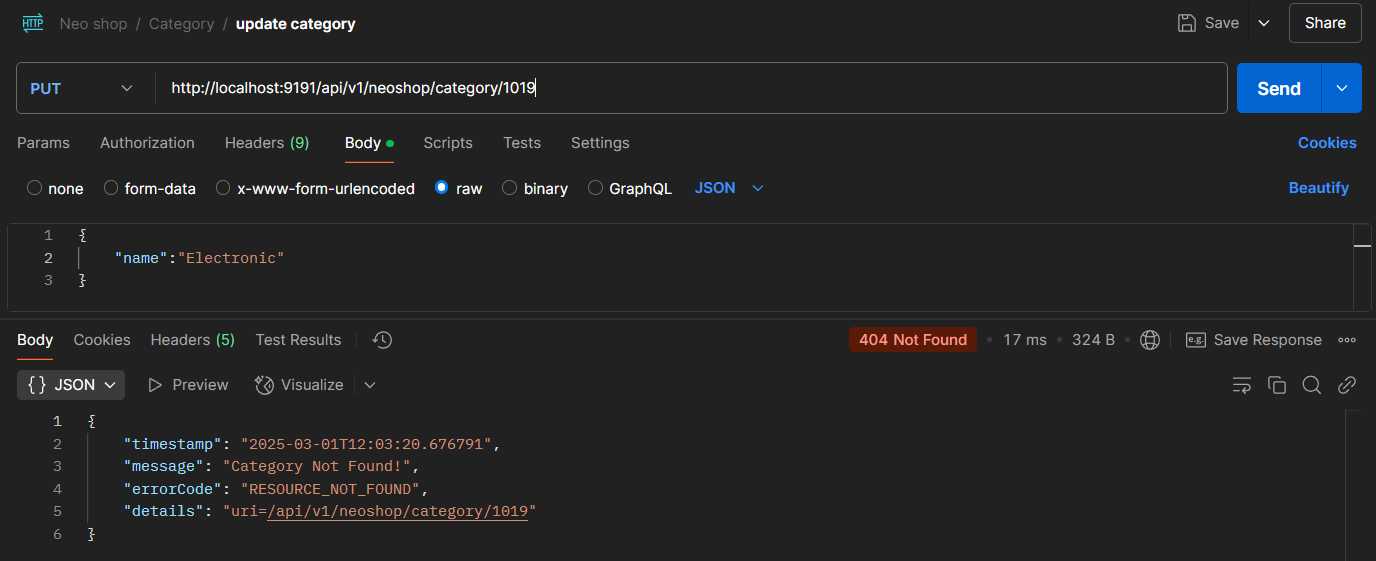 HTTP Neo shop / Category / update category Save Share
PUT http://localhost:9191/api/v1/neoshop/category/1019 Send
Params Authorization Headers (9) Body Scripts Tests Settings Cookies
none form-data x-www-form-urlencoded raw binary GraphQL JSON Beautify
1 {
2 "name":"Electronic"
3 }
Body Cookies Headers (5) Test Results 404 Not Found • 17 ms • 324 B • e.g. Save Response
{} JSON Preview Visualize
1 {
2 "timestamp": "2025-03-01T12:03:20.676791",
3 "message": "Category Not Found!",
4 "errorCode": "RESOURCE_NOT_FOUND",
5 "details": "uri=/api/v1/neoshop/category/1019"
6 }